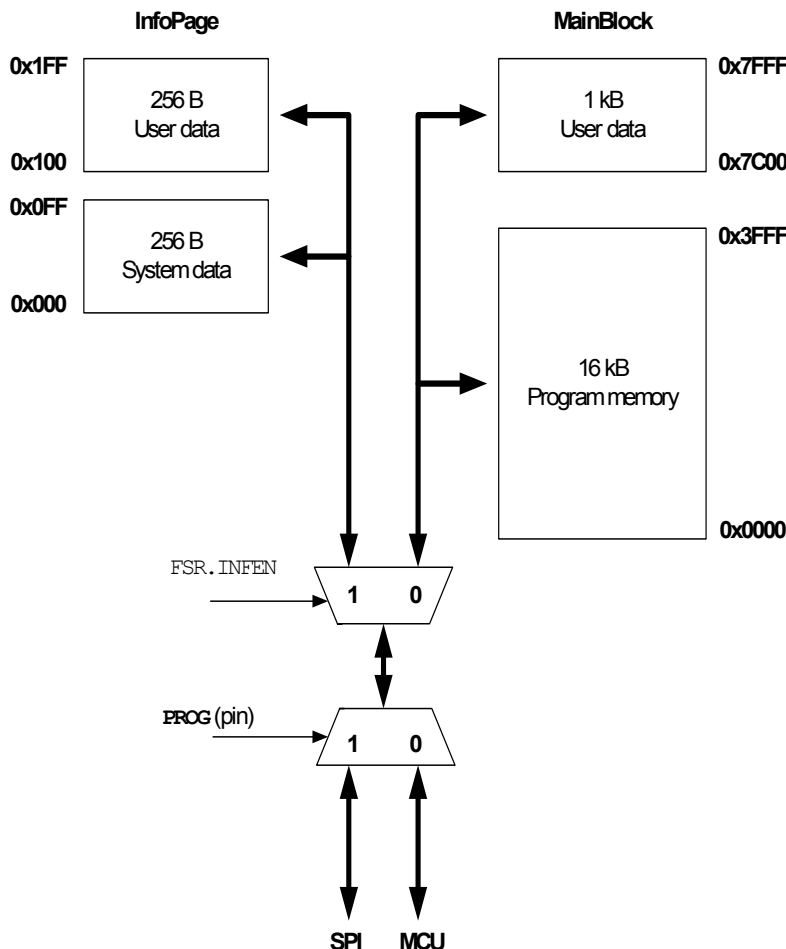 InfoPage
MainBlock
0x1FF
256 B
User data
0x100
0x0FF
256 B
System data
0x000
0x7FFF
1 kB
User data
0x7C00
0x3FFF
16 kB
Program memory
0x0000
FSR.INFEN
1 0
PROG (pin)
1 0
SPI MCU